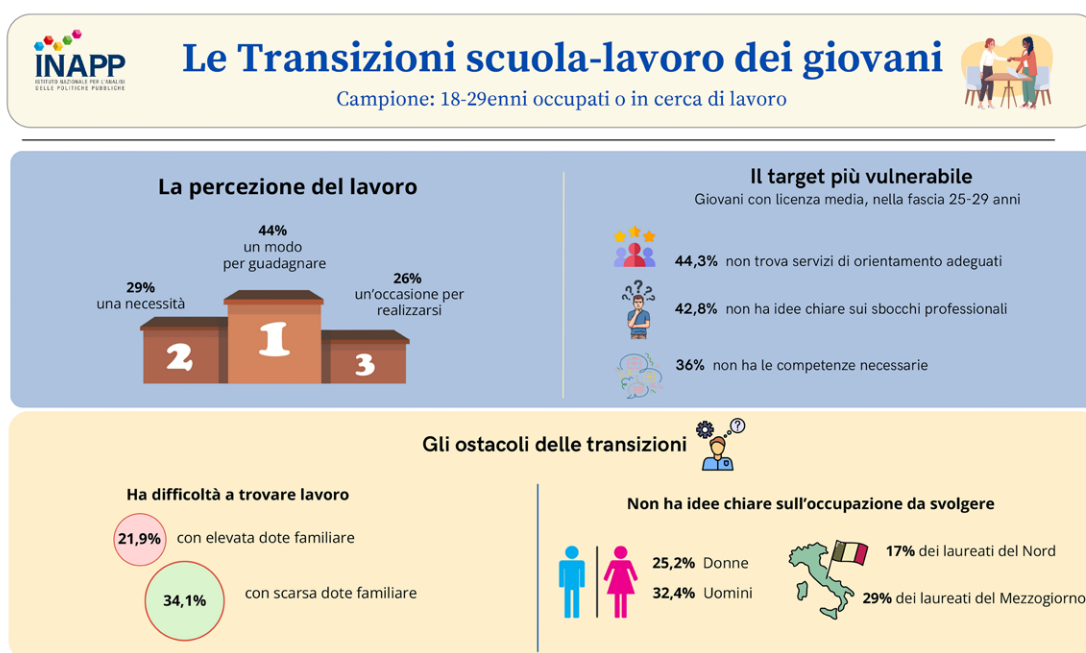 INAPP
ISTITUTO NAZIONALE PER L'ANALISI
DELLE POLITICHE PUBBLICHE
Le Transizioni scuola-lavoro dei giovani
Campione: 18-29enni occupati o in cerca di lavoro
La percezione del lavoro
44%
un modo
per guadagnare
29%
una necessità
26%
un'occasione per
realizzarsi
2
1
3
Il target più vulnerabile
Giovani con licenza media, nella fascia 25-29 anni
44,3% non trova servizi di orientamento adeguati
42,8% non ha idee chiare sui sbocchi professionali
36% non ha le competenze necessarie
Gli ostacoli delle transizioni
Ha difficoltà a trovare lavoro
21,9% con elevata dote familiare
34,1% con scarsa dote familiare
Non ha idee chiare sull'occupazione da svolgere
25,2% Donne
32,4% Uomini
17% dei laureati del Nord
29% dei laureati del Mezzogiorno